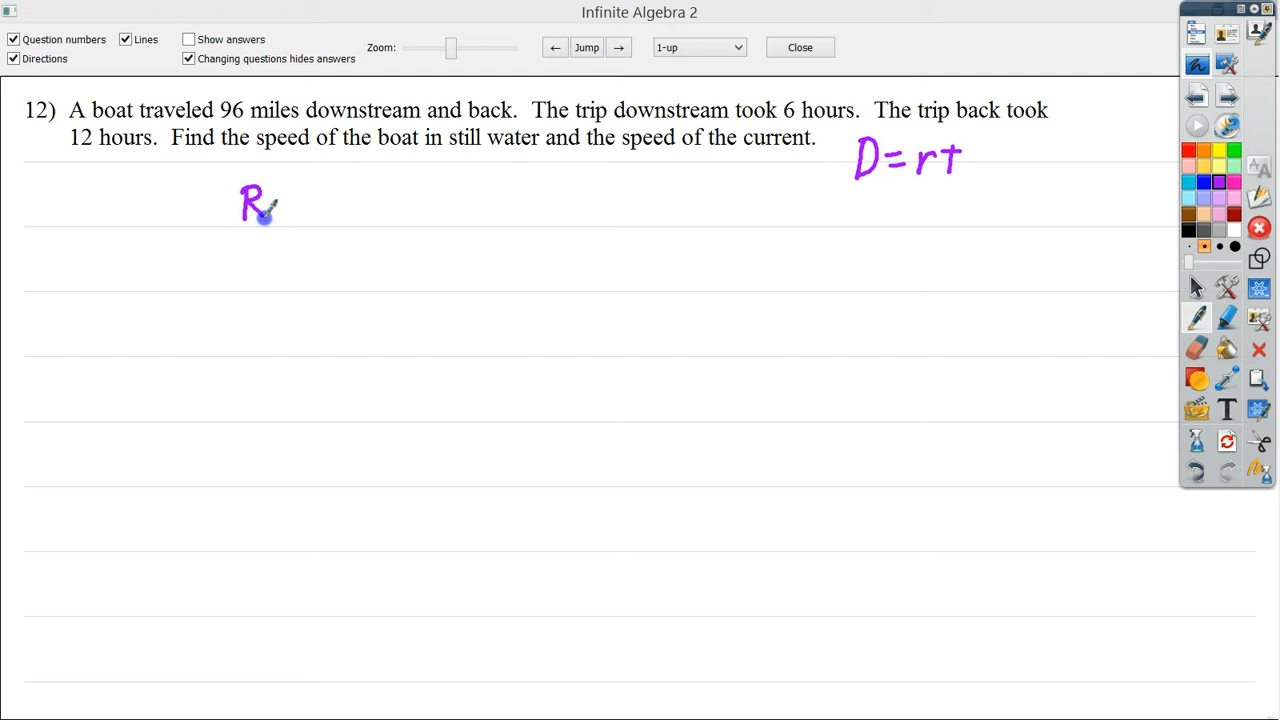 Infinite Algebra 2
Question numbers Lines Show answers
Directions Changing questions hides answers
Zoom: ← Jump → 1-up Close
12) A boat traveled 96 miles downstream and back. The trip downstream took 6 hours. The trip back took
12 hours. Find the speed of the boat in still water and the speed of the current.
D = rt
R